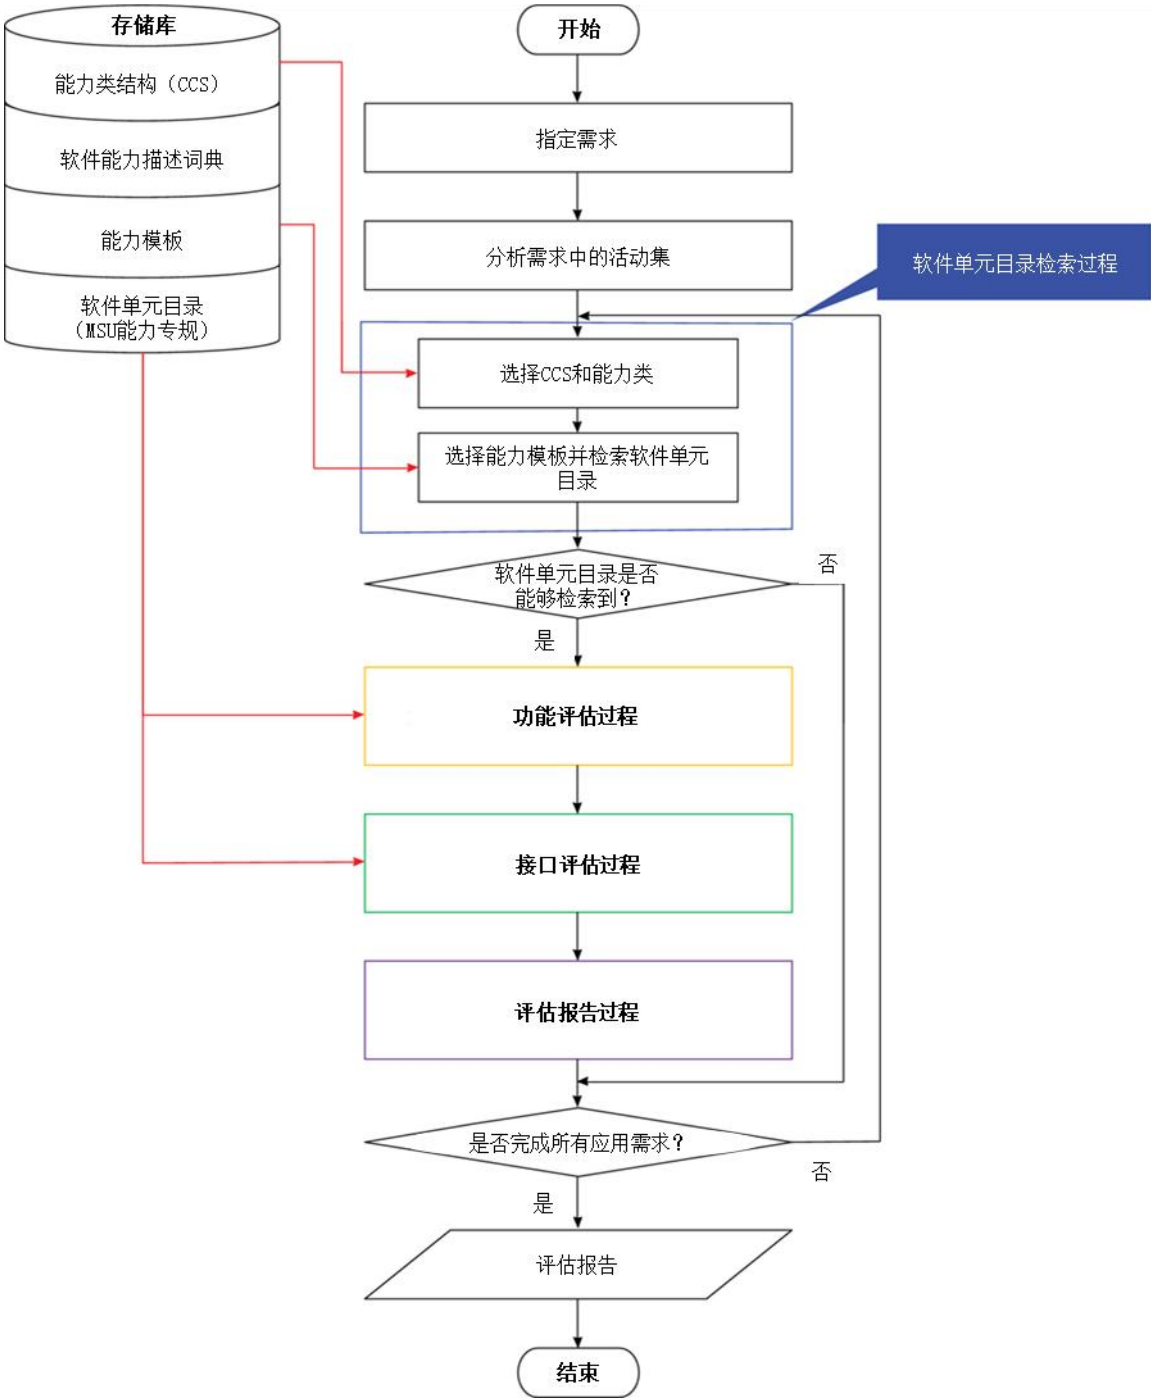 存储库
能力类结构（CCS）
软件能力描述词典
能力模板
软件单元目录
（MSU能力专规）
开始
指定需求
分析需求中的活动集
软件单元目录检索过程
选择CCS和能力类
选择能力模板并检索软件单元
目录
软件单元目录是否
能够检索到？
否
是
功能评估过程
接口评估过程
评估报告过程
是否完成所有应用需求？
否
是
评估报告
结束